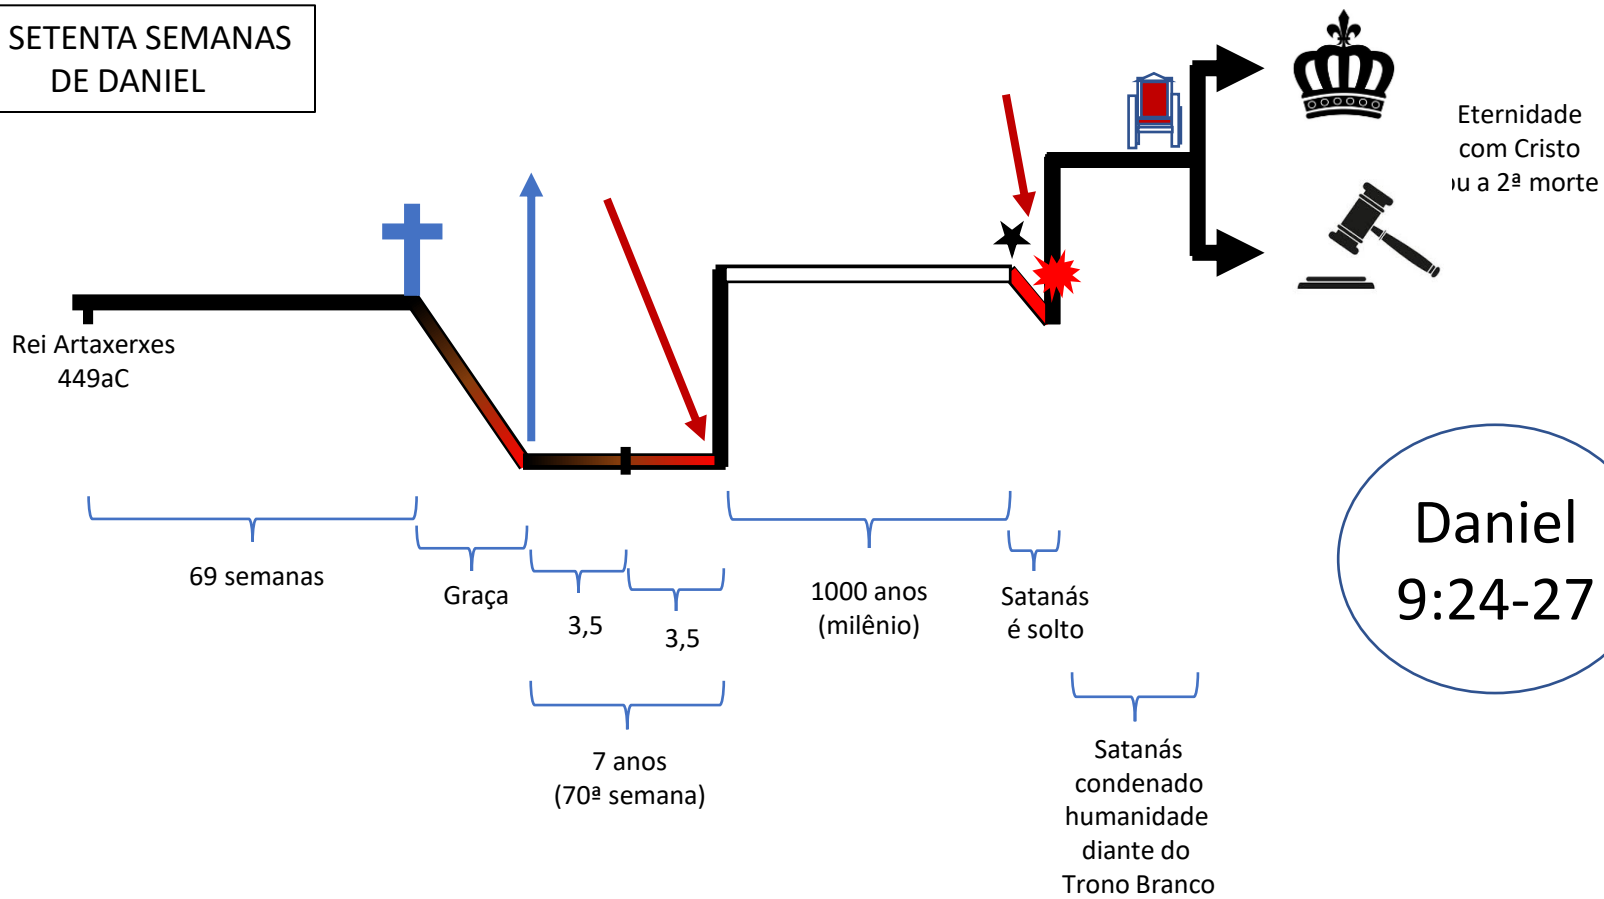 SETENTA SEMANAS
DE DANIEL
Eternidade
com Cristo
ou a 2ª morte
Rei Artaxerxes
449aC
69 semanas
Graça
3,5
3,5
7 anos
(70ª semana)
1000 anos
(milênio)
Satanás
é solto
Satanás
condenado
humanidade
diante do
Trono Branco
Daniel
9:24-27